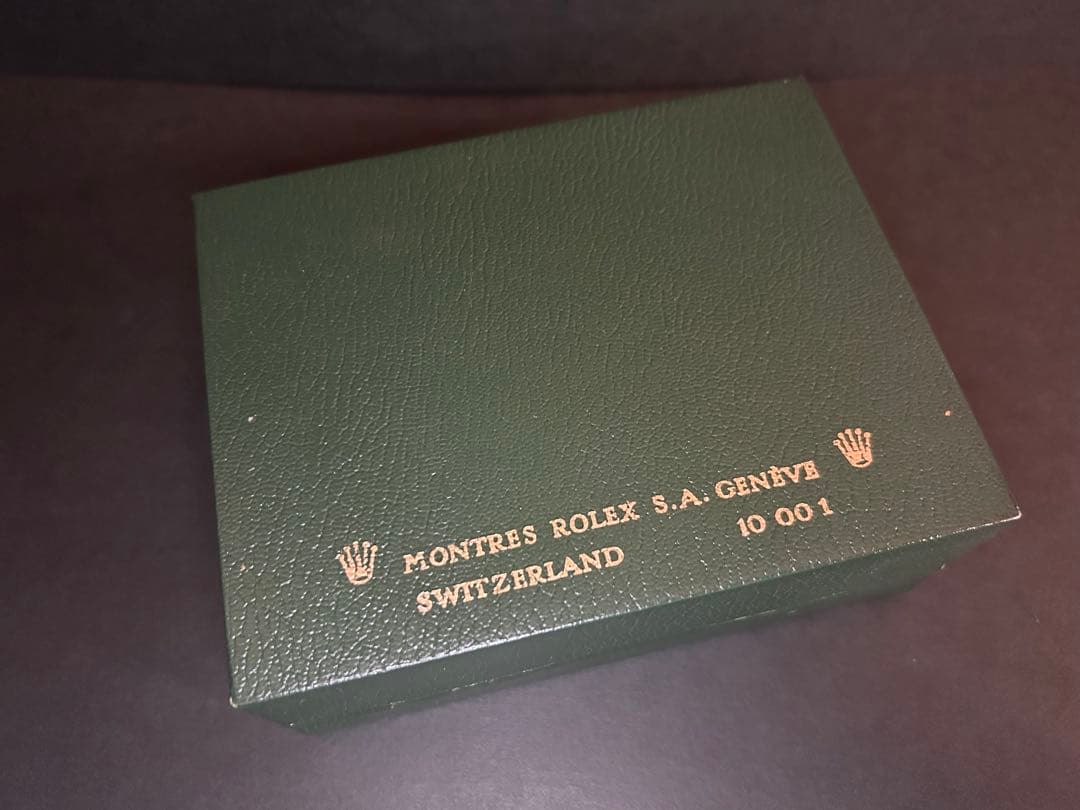 MONTRES ROLEX S.A. GENÈVE
SWITZERLAND 10 00 1